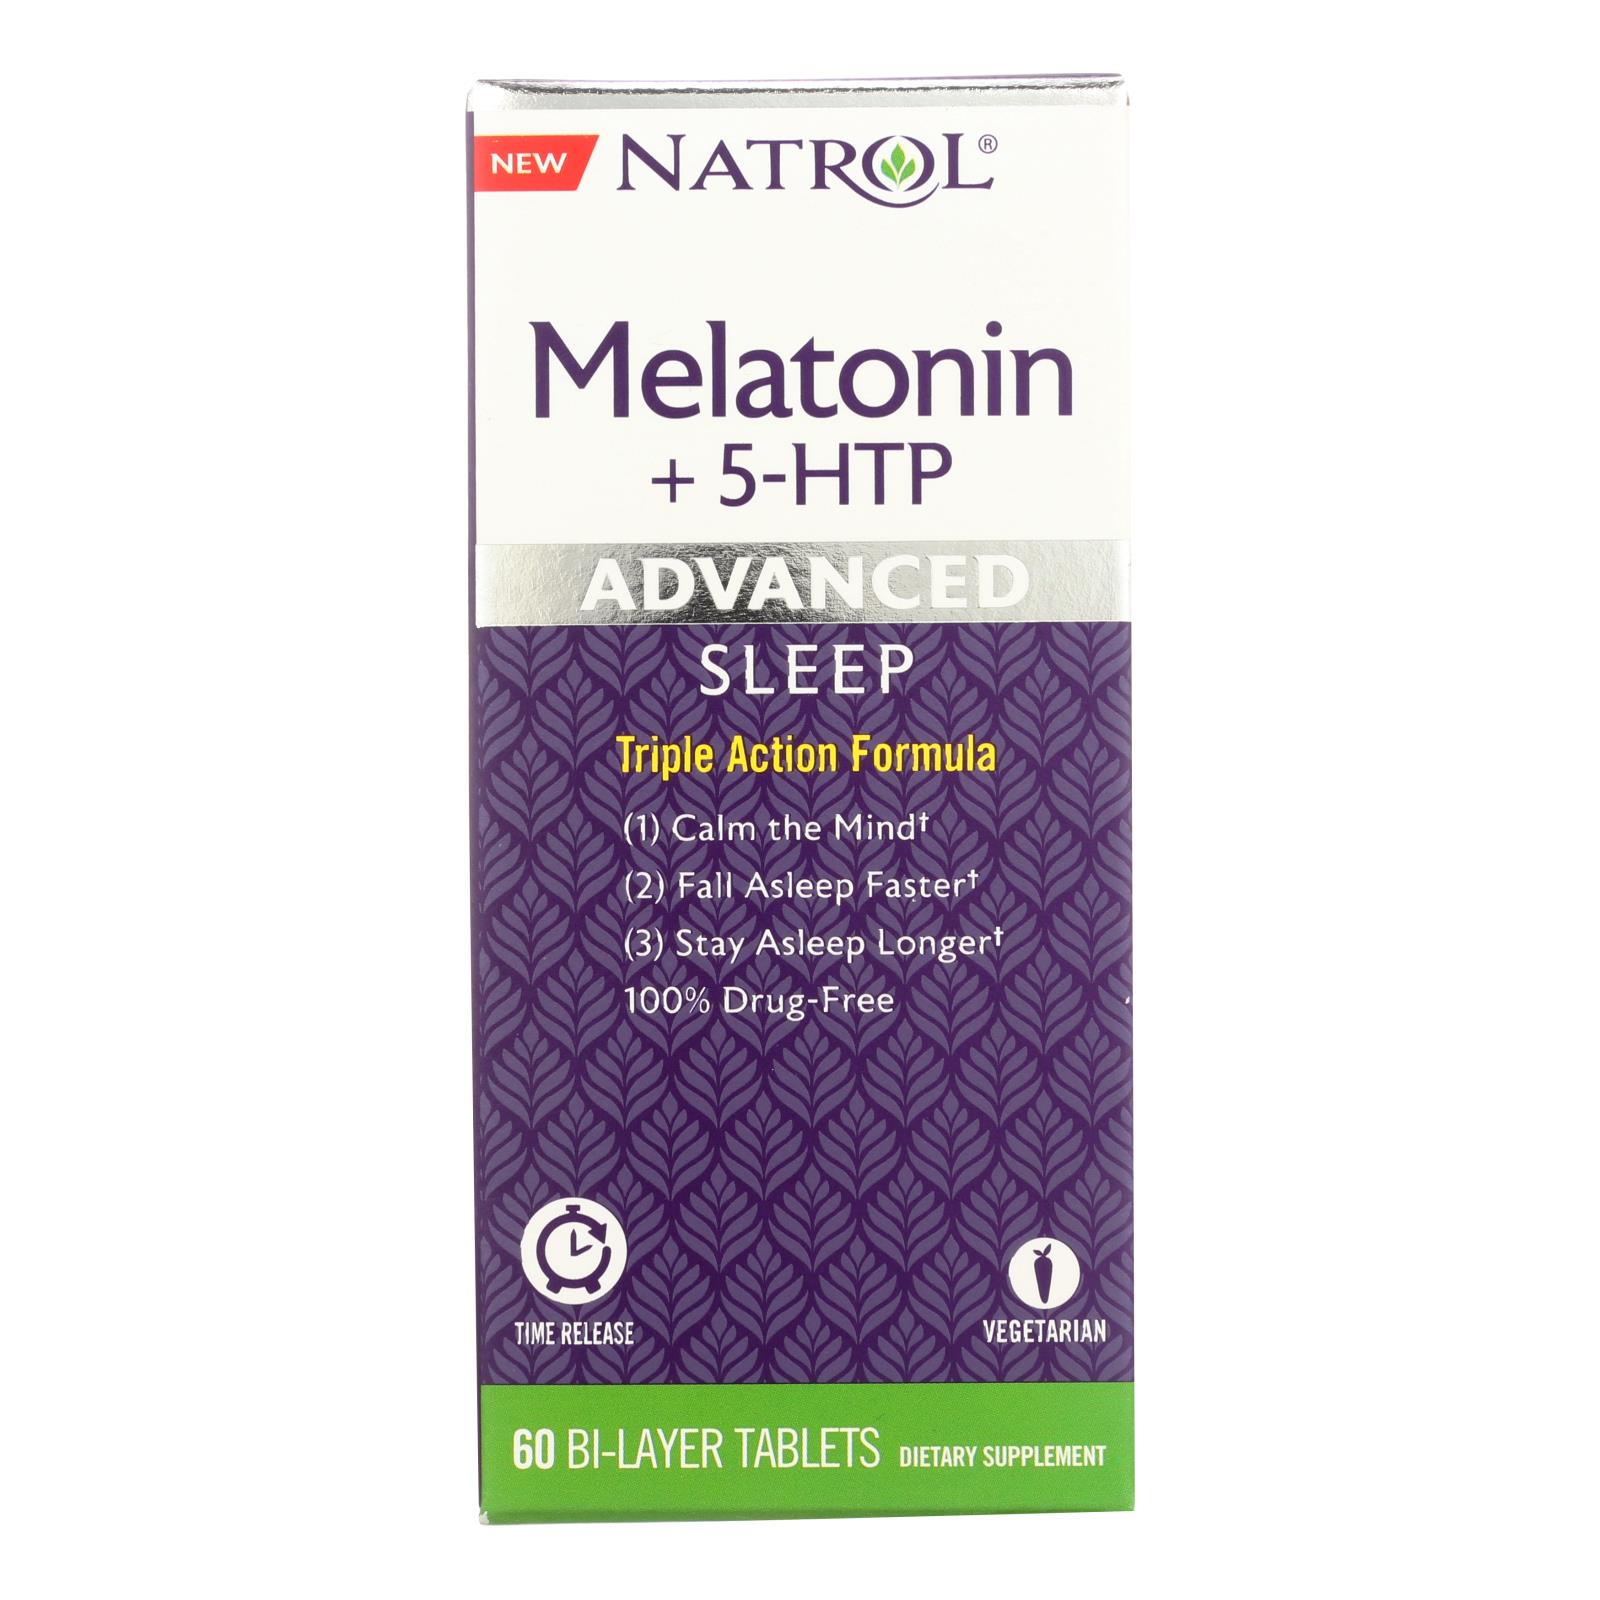 NEW
NATROL®
Melatonin
+ 5-HTP
ADVANCED
SLEEP
Triple Action Formula
(1) Calm the Mind†
(2) Fall Asleep Faster†
(3) Stay Asleep Longer†
100% Drug-Free
TIME RELEASE
VEGETARIAN
60 BI-LAYER TABLETS DIETARY SUPPLEMENT